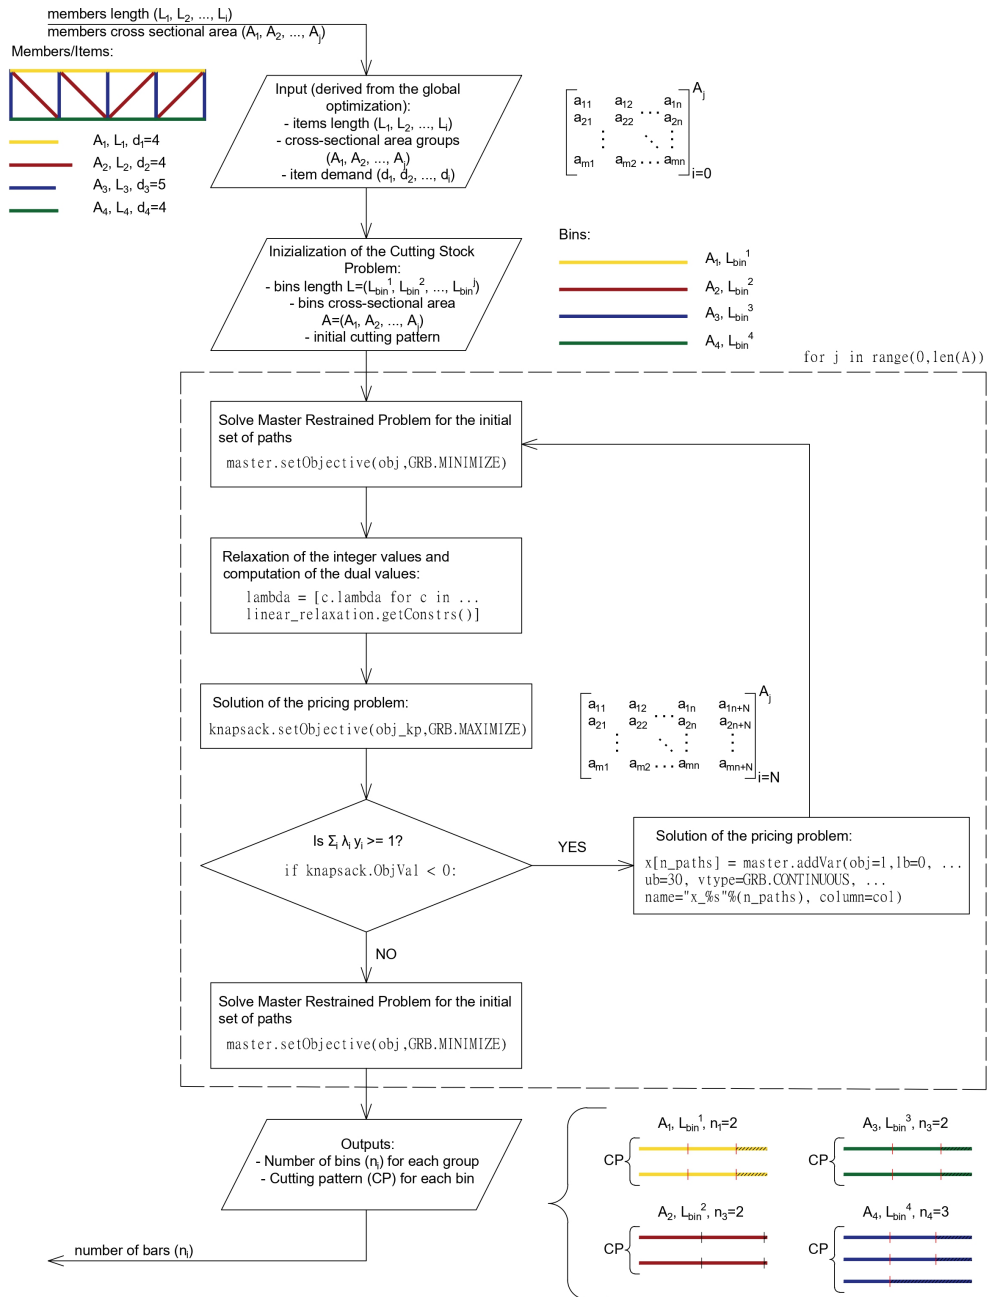 members length (L₁, L₂, ..., Lᵢ)
members cross sectional area (A₁, A₂, ..., Aⱼ)
Members/Items:
A₁, L₁, d₁=4
A₂, L₂, d₂=4
A₃, L₃, d₃=5
A₄, L₄, d₄=4
Input (derived from the global
optimization):
- items length (L₁, L₂, ..., Lᵢ)
- cross-sectional area groups
(A₁, A₂, ..., Aⱼ)
- item demand (d₁, d₂, ..., dᵢ)
Aⱼ
a₁₁ a₁₂ ... a₁ₙ
a₂₁ a₂₂ a₂ₙ
aₘ₁ aₘ₂ ... aₘₙ
i=0
Inizialization of the Cutting Stock
Problem:
- bins length L=(L_bin¹, L_bin², ..., L_binʲ)
- bins cross-sectional area
A=(A₁, A₂, ..., Aⱼ)
- initial cutting pattern
Bins:
A₁, L_bin¹
A₂, L_bin²
A₃, L_bin³
A₄, L_bin⁴
for j in range(0,len(A))
Solve Master Restrained Problem for the initial
set of paths
master.setObjective(obj,GRB.MINIMIZE)
Relaxation of the integer values and
computation of the dual values:
lambda = [c.lambda for c in ...
linear_relaxation.getConstrs()]
Solution of the pricing problem:
knapsack.setObjective(obj_kp,GRB.MAXIMIZE)
Aⱼ
a₁₁ a₁₂ ... a₁ₙ a₁ₙ₊N
a₂₁ a₂₂ a₂ₙ a₂ₙ₊N
aₘ₁ aₘ₂ ... aₘₙ aₘₙ₊N
i=N
Is Σᵢ λᵢ yᵢ >= 1?
if knapsack.ObjVal < 0:
YES
Solution of the pricing problem:
x[n_paths] = master.addVar(obj=1,lb=0, ...
ub=30, vtype=GRB.CONTINUOUS, ...
name="x_%s"%(n_paths), column=col)
NO
Solve Master Restrained Problem for the initial
set of paths
master.setObjective(obj,GRB.MINIMIZE)
Outputs:
- Number of bins (nᵢ) for each group
- Cutting pattern (CP) for each bin
number of bars (nᵢ)
A₁, L_bin¹, n₁=2
CP
A₃, L_bin³, n₃=2
CP
A₂, L_bin², n₃=2
CP
A₄, L_bin⁴, n₄=3
CP